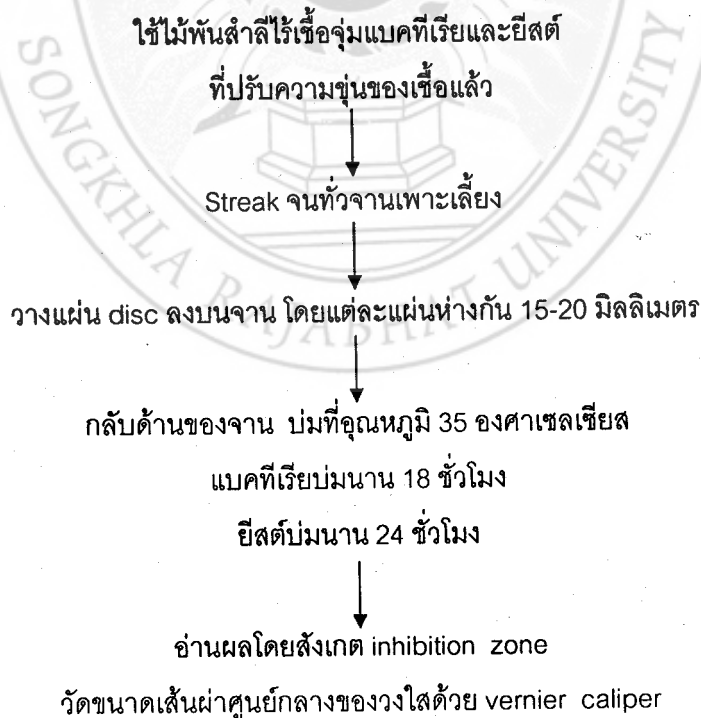 ใช้ไม้พันสำลีไร้เชื้อจุ่มแบคทีเรียและยีสต์
ที่ปรับความขุ่นของเชื้อแล้ว
Streak จนทั่วจานเพาะเลี้ยง
วางแผ่น disc ลงบนจาน โดยแต่ละแผ่นห่างกัน 15-20 มิลลิเมตร
กลับด้านของจาน บ่มที่อุณหภูมิ 35 องศาเซลเซียส
แบคทีเรียบ่มนาน 18 ชั่วโมง
ยีสต์บ่มนาน 24 ชั่วโมง
อ่านผลโดยสังเกต inhibition zone
วัดขนาดเส้นผ่าศูนย์กลางของวงใสด้วย vernier caliper
SONGKHLA RAJABHAT UNIVERSITY